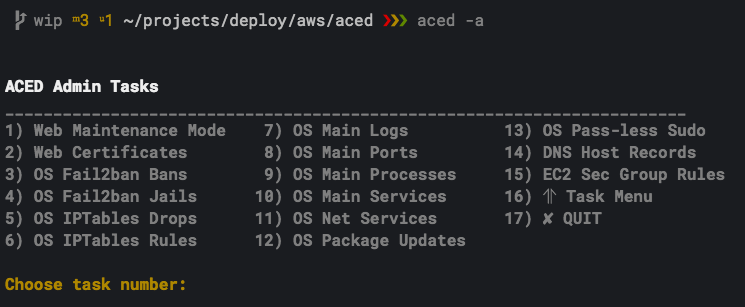 wip ᵐ3 ᵘ1 ~/projects/deploy/aws/aced ❯❯❯ aced -a
ACED Admin Tasks
-----------------------------------------------------------------------
1) Web Maintenance Mode    7) OS Main Logs          13) OS Pass-less Sudo
2) Web Certificates        8) OS Main Ports         14) DNS Host Records
3) OS Fail2ban Bans        9) OS Main Processes     15) EC2 Sec Group Rules
4) OS Fail2ban Jails      10) OS Main Services      16) ⥣ Task Menu
5) OS IPTables Drops      11) OS Net Services       17) ✘ QUIT
6) OS IPTables Rules      12) OS Package Updates
Choose task number: